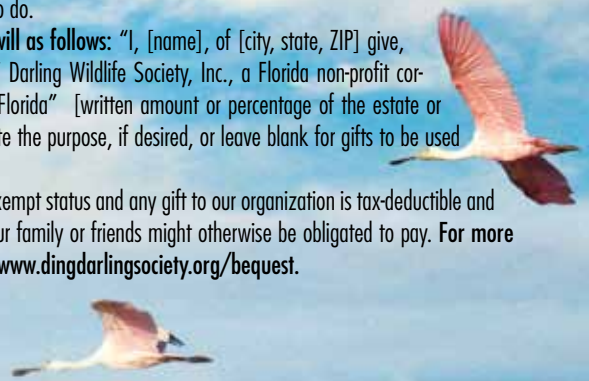 o do.
will as follows: “I, [name], of [city, state, ZIP] give,
Darling Wildlife Society, Inc., a Florida non-profit cor-
Florida” [written amount or percentage of the estate or
te the purpose, if desired, or leave blank for gifts to be used
xempt status and any gift to our organization is tax-deductible and
ur family or friends might otherwise be obligated to pay. For more
www.dingdarlingsociety.org/bequest.